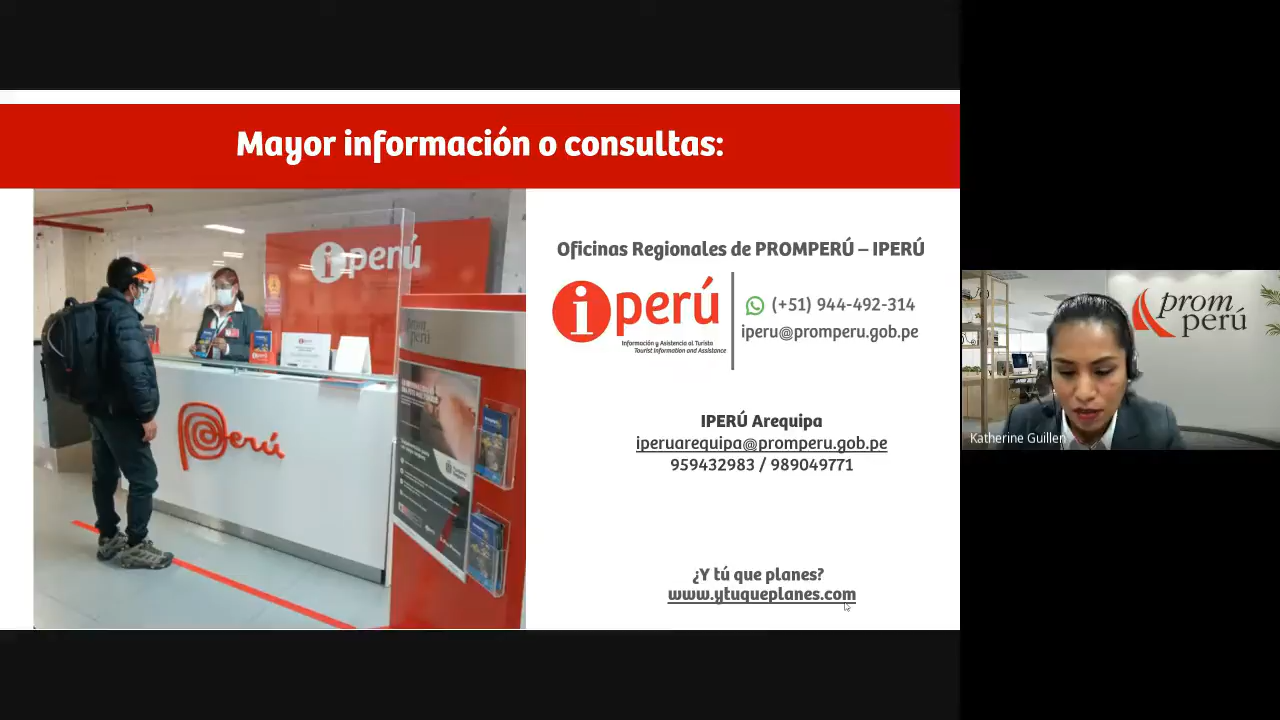 Mayor información o consultas:
iperú
Perú
Oficinas Regionales de PROMPERÚ – IPERÚ
iperú
Información y Asistencia al Turista
Tourist Information and Assistance
(+51) 944-492-314
iperu@promperu.gob.pe
IPERÚ Arequipa
iperuarequipa@promperu.gob.pe
959432983 / 989049771
¿Y tú que planes?
www.ytuqueplanes.com
prom
perú
Katherine Guillen